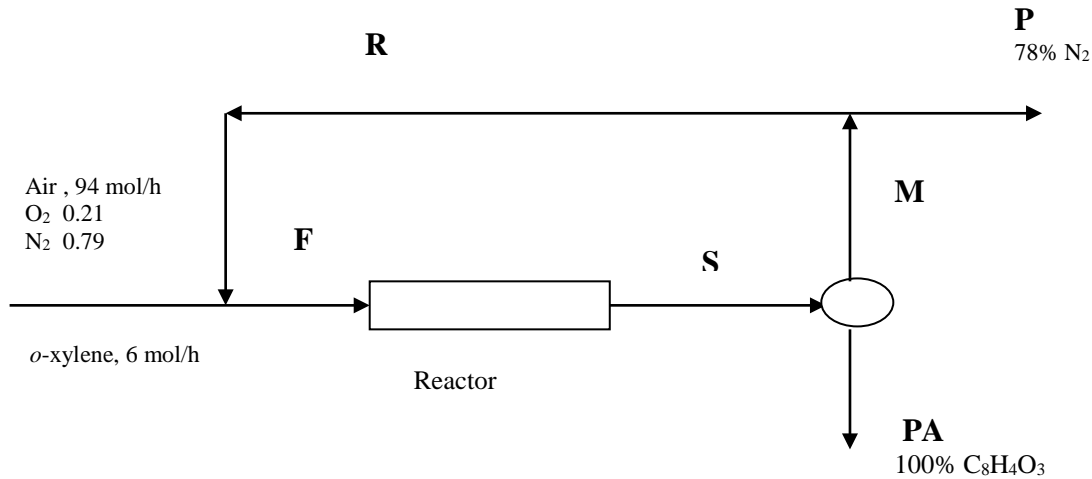 R
P
78% N₂
Air , 94 mol/h
O₂ 0.21
N₂ 0.79
M
F
S
o-xylene, 6 mol/h
Reactor
PA
100% C₈H₄O₃